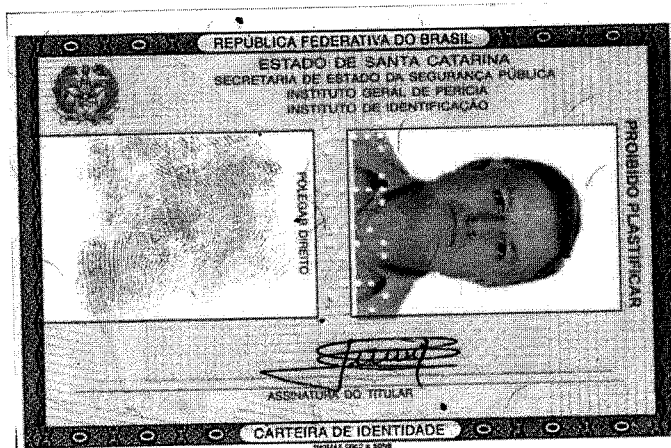 REPÚBLICA FEDERATIVA DO BRASIL
ESTADO DE SANTA CATARINA
SECRETARIA DE ESTADO DA SEGURANÇA PÚBLICA
INSTITUTO GERAL DE PERÍCIA
INSTITUTO DE IDENTIFICAÇÃO
POLEGAR DIREITO
PROIBIDO PLASTIFICAR
ASSINATURA DO TITULAR
CARTEIRA DE IDENTIDADE